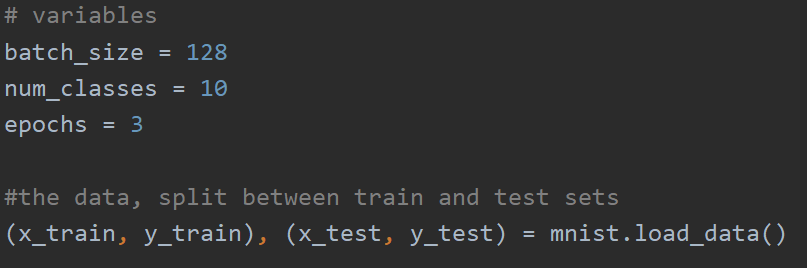 # variables
batch_size = 128
num_classes = 10
epochs = 3
#the data, split between train and test sets
(x_train, y_train), (x_test, y_test) = mnist.load_data()